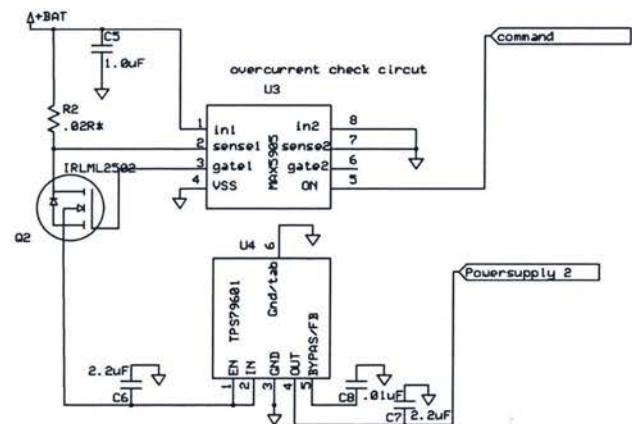 +BAT
C5
1.0uF
command
overcurrent check circut
U3
R2
.02R*
1 in1 in2 8
2 sense1 sense2 7
3 gate1 gate2 6
4 VSS ON 5
MAX5905
IRLML2502
Q2
U4
6
Gnd/tab
TPS79601
Powersupply 2
EN IN GND OUT BYPAS/FB
1 2 3 4 5
2.2uF
C6
C8
.01uF
C7
2.2uF